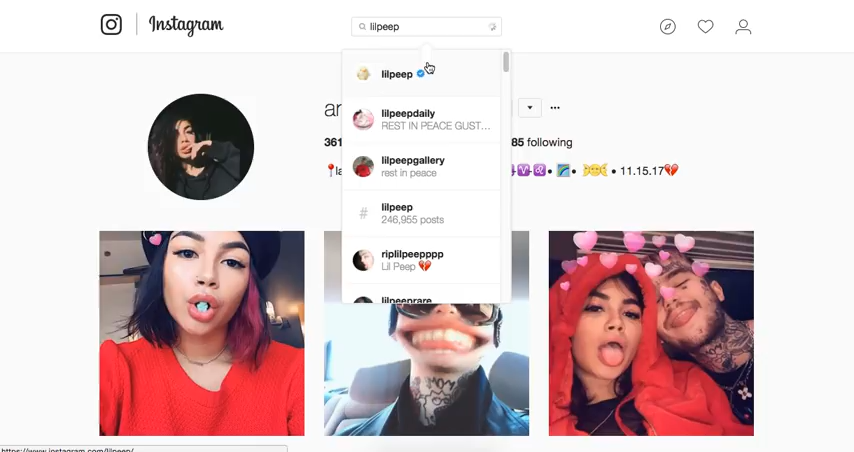 Instagram
lilpeep
lilpeep
lilpeepdaily
REST IN PEACE GUST...
lilpeepgallery
rest in peace
# lilpeep
246,955 posts
riplilpeepppp
Lil Peep 💔
lilpeeprare
ar
361
85 following
📍la
• 11.15.17💔
https://www.instagram.com/lilpeep/